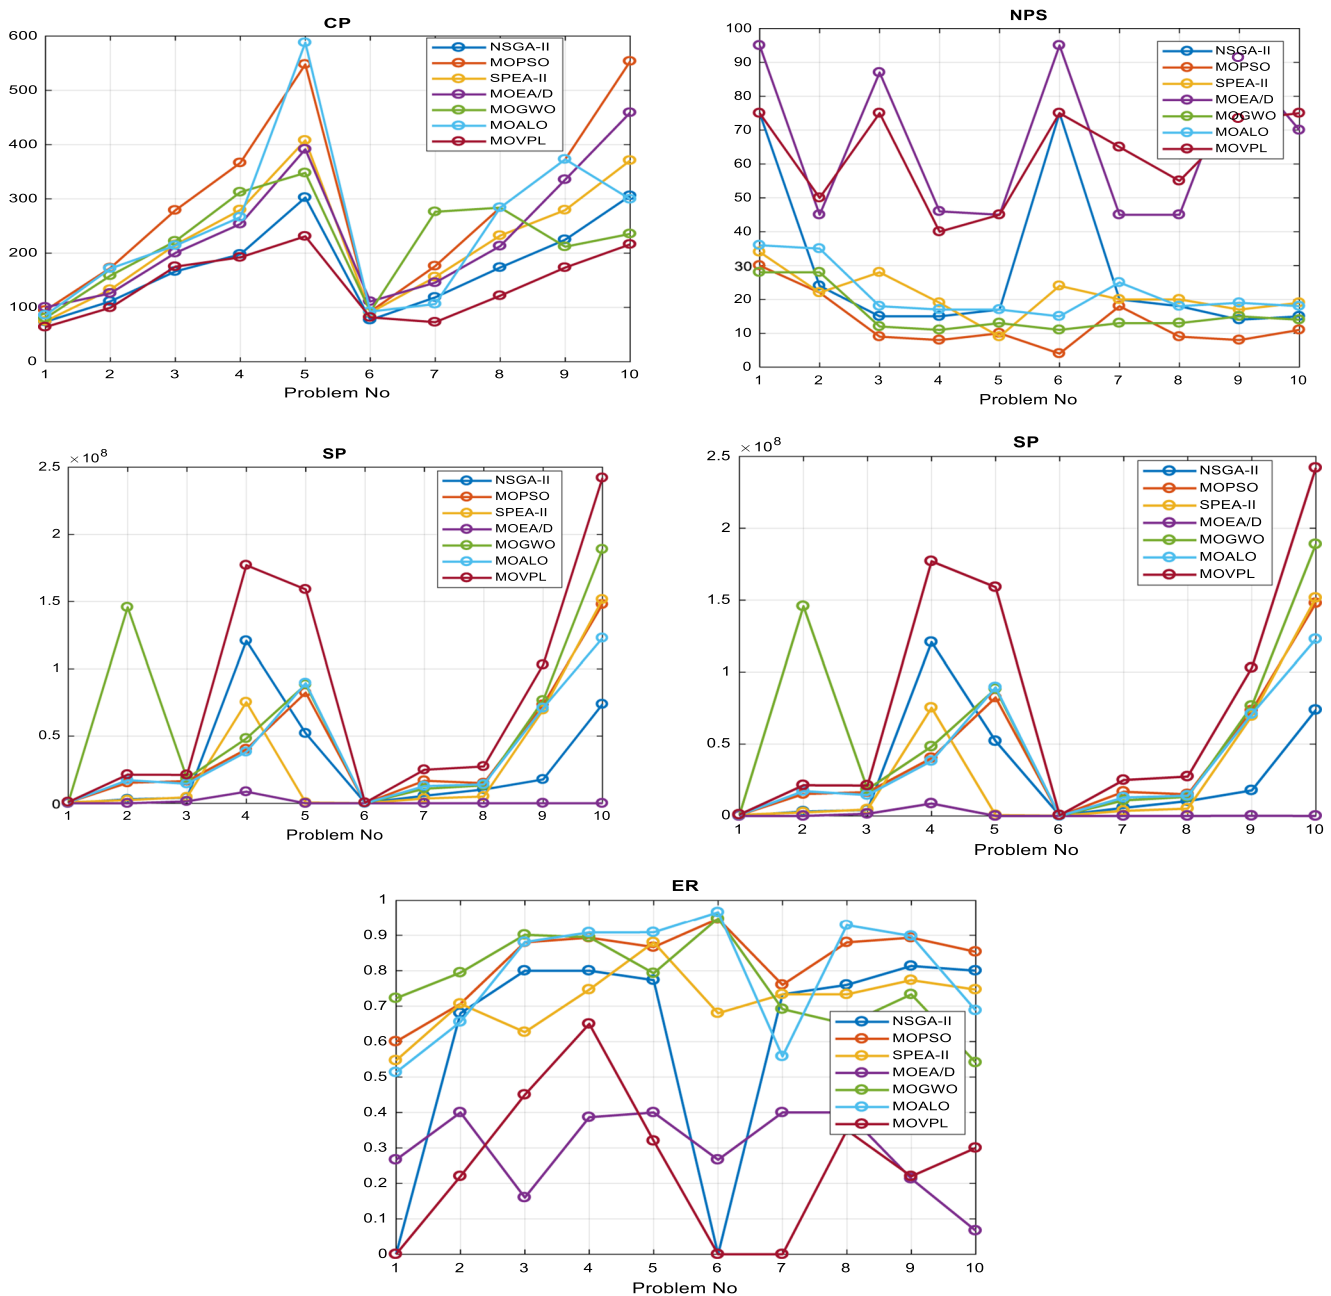 CP
600
500
400
300
200
100
0
1 2 3 4 5 6 7 8 9 10
Problem No
NSGA-II
MOPSO
SPEA-II
MOEA/D
MOGWO
MOALO
MOVPL
NPS
100
90
80
70
60
50
40
30
20
10
0
1 2 3 4 5 6 7 8 9 10
Problem No
NSGA-II
MOPSO
SPEA-II
MOEA/D
MOGWO
MOALO
MOVPL
SP
×10⁸
2.5
2
1.5
1
0.5
0
1 2 3 4 5 6 7 8 9 10
Problem No
NSGA-II
MOPSO
SPEA-II
MOEA/D
MOGWO
MOALO
MOVPL
SP
×10⁸
2.5
2
1.5
1
0.5
0
1 2 3 4 5 6 7 8 9 10
Problem No
NSGA-II
MOPSO
SPEA-II
MOEA/D
MOGWO
MOALO
MOVPL
ER
1
0.9
0.8
0.7
0.6
0.5
0.4
0.3
0.2
0.1
0
1 2 3 4 5 6 7 8 9 10
Problem No
NSGA-II
MOPSO
SPEA-II
MOEA/D
MOGWO
MOALO
MOVPL